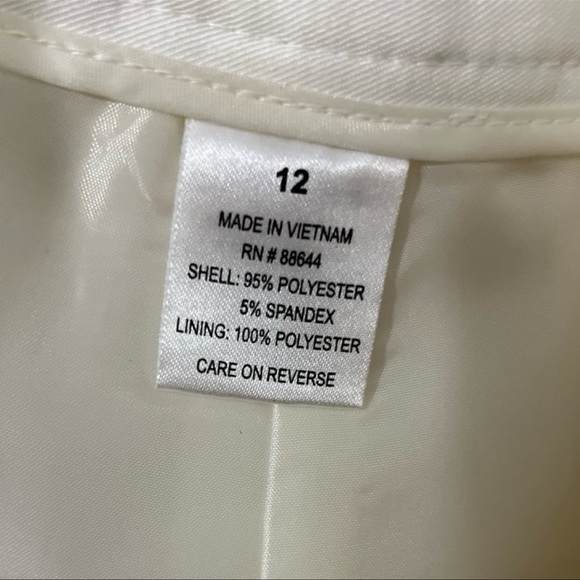 12
MADE IN VIETNAM
RN # 88644
SHELL: 95% POLYESTER
5% SPANDEX
LINING: 100% POLYESTER
CARE ON REVERSE